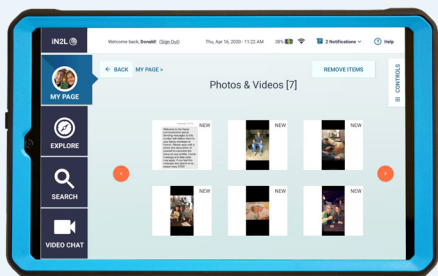 iN2L
Welcome back, Donald! (Sign Out)
Thu, Apr 16, 2020 - 11:22 AM
38%
2 Notifications
Help
MY PAGE
← BACK
MY PAGE >
REMOVE ITEMS
CONTROLS
Photos & Videos [7]
EXPLORE
SEARCH
VIDEO CHAT
NEW
NEW
NEW
NEW
NEW
NEW